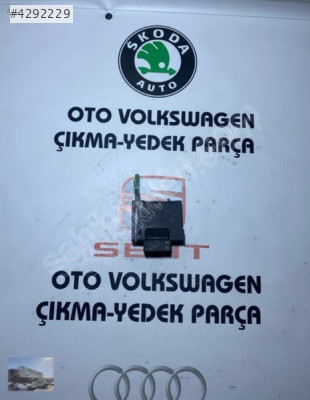 #4292229
ŠKODA
AUTO
OTO VOLKSWAGEN
ÇIKMA-YEDEK PARÇA
SEAT
OTO VOLKSWAGEN
ÇIKMA-YEDEK PARÇA